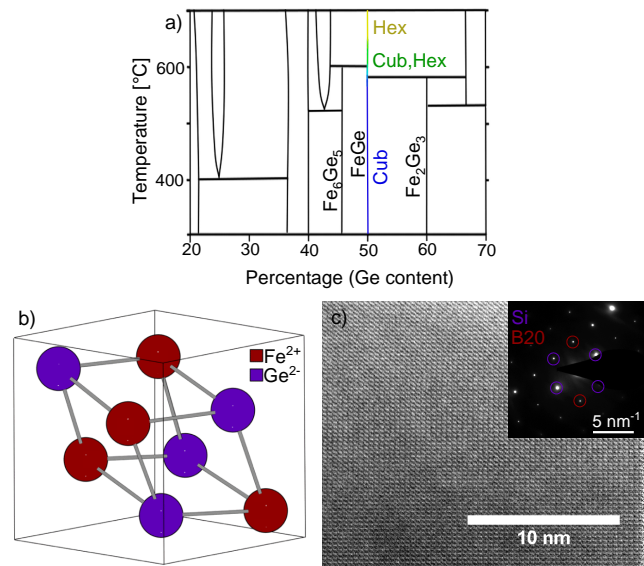 a)
Hex
Cub,Hex
Temperature [°C]
600
400
Fe₆Ge₅
FeGe
Cub
Fe₂Ge₃
20 30 40 50 60 70
Percentage (Ge content)
b)
Fe²⁺
Ge²⁻
c)
Si
B20
5 nm⁻¹
10 nm